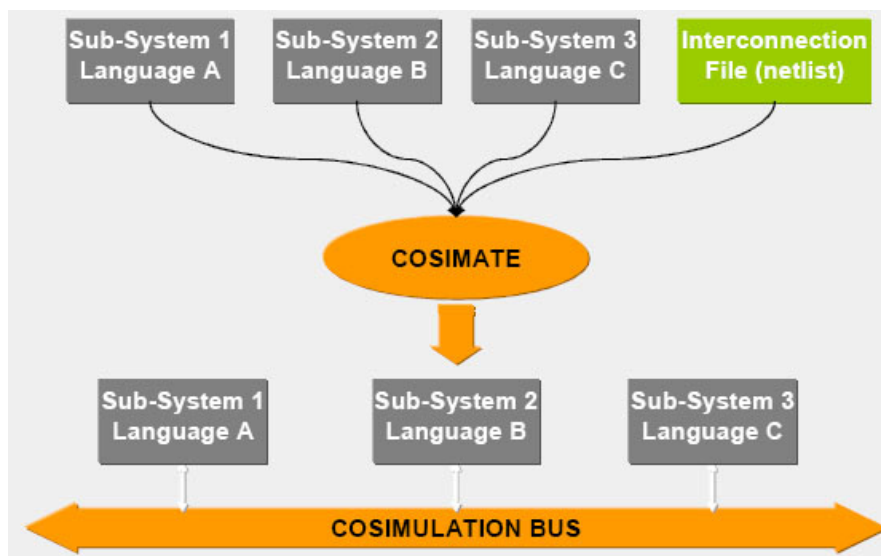 Sub-System 1
Language A
Sub-System 2
Language B
Sub-System 3
Language C
Interconnection
File (netlist)
COSIMATE
Sub-System 1
Language A
Sub-System 2
Language B
Sub-System 3
Language C
COSIMULATION BUS